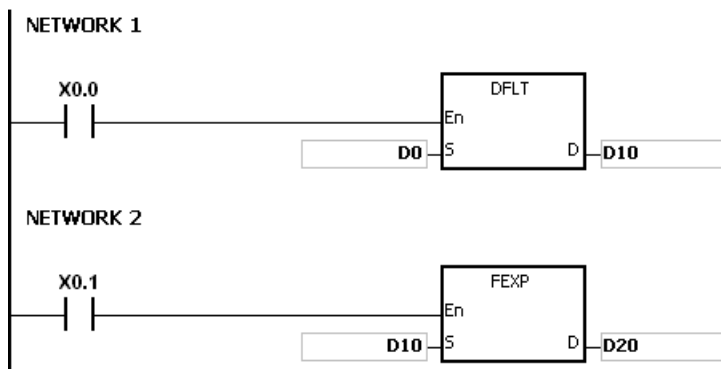 NETWORK 1
X0.0
DFLT
En
D0 S D D10
NETWORK 2
X0.1
FEXP
En
D10 S D D20